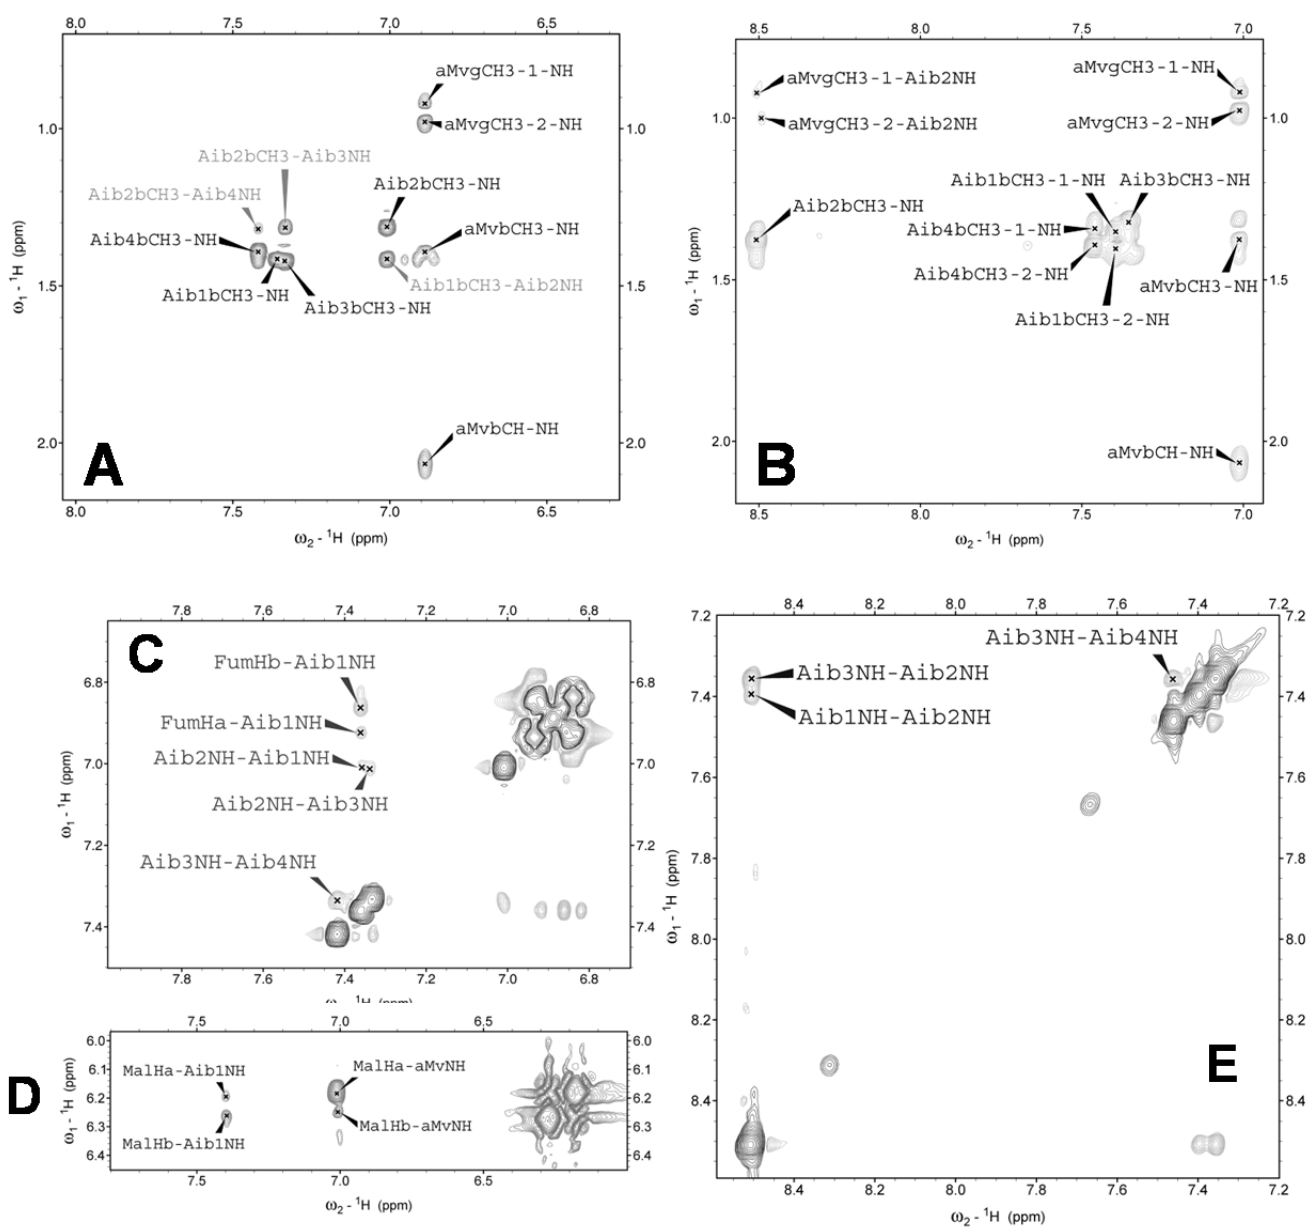 8.0 7.5 7.0 6.5
aMvgCH3-1-NH
1.0 aMvgCH3-2-NH 1.0
Aib2bCH3-Aib3NH
Aib2bCH3-NH
Aib2bCH3-Aib4NH
aMvbCH3-NH
Aib4bCH3-NH
Aib1bCH3-Aib2NH
1.5 1.5
Aib1bCH3-NH
Aib3bCH3-NH
aMvbCH-NH
2.0 2.0
A
ω1 - 1H (ppm)
8.0 7.5 7.0 6.5
ω2 - 1H (ppm)
8.5 8.0 7.5 7.0
aMvgCH3-1-NH
aMvgCH3-1-Aib2NH
1.0 aMvgCH3-2-Aib2NH aMvgCH3-2-NH 1.0
Aib1bCH3-1-NH Aib3bCH3-NH
Aib2bCH3-NH
Aib4bCH3-1-NH
Aib4bCH3-2-NH
1.5 aMvbCH3-NH 1.5
Aib1bCH3-2-NH
2.0 aMvbCH-NH 2.0
B
ω1 - 1H (ppm)
8.5 8.0 7.5 7.0
ω2 - 1H (ppm)
7.8 7.6 7.4 7.2 7.0 6.8
C
FumHb-Aib1NH
6.8 6.8
FumHa-Aib1NH
Aib2NH-Aib1NH
7.0 7.0
Aib2NH-Aib3NH
7.2 7.2
Aib3NH-Aib4NH
7.4 7.4
ω1 - 1H (ppm)
7.8 7.6 7.4 7.2 7.0 6.8
7.5 7.0 6.5
6.0 6.0
6.1 MalHa-Aib1NH MalHa-aMvNH 6.1
D
6.2 6.2
6.3 MalHb-Aib1NH MalHb-aMvNH 6.3
6.4 6.4
ω1 - 1H (ppm)
7.5 7.0 6.5
ω2 - 1H (ppm)
8.4 8.2 8.0 7.8 7.6 7.4 7.2
7.2 7.2
Aib3NH-Aib4NH
Aib3NH-Aib2NH
7.4 7.4
Aib1NH-Aib2NH
7.6 7.6
7.8 7.8
8.0 8.0
8.2 8.2
E
8.4 8.4
ω1 - 1H (ppm)
8.4 8.2 8.0 7.8 7.6 7.4 7.2
ω2 - 1H (ppm)